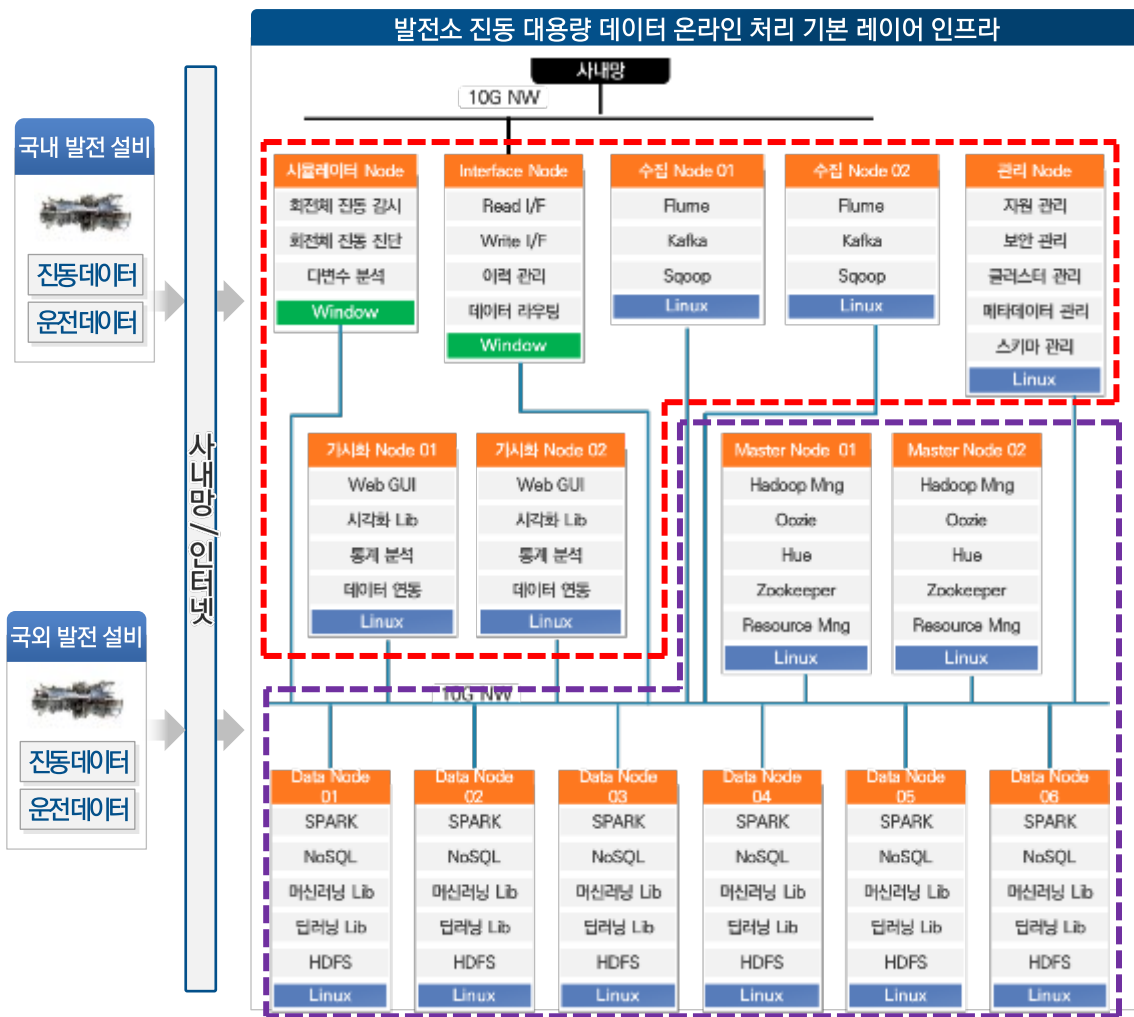 발전소 진동 대용량 데이터 온라인 처리 기본 레이어 인프라
사내망
10G NW
국내 발전 설비
진동데이터
운전데이터
국외 발전 설비
진동데이터
운전데이터
사내망/인터넷
시뮬레이터 Node
회전체 진동 감시
회전체 진동 진단
다변수 분석
Window
Interface Node
Read I/F
Write I/F
이력 관리
데이터 라우팅
Window
수집 Node 01
Flume
Kafka
Sqoop
Linux
수집 Node 02
Flume
Kafka
Sqoop
Linux
관리 Node
자원 관리
보안 관리
클러스터 관리
메타데이터 관리
스키마 관리
Linux
가시화 Node 01
Web GUI
시각화 Lib
통계 분석
데이터 연동
Linux
가시화 Node 02
Web GUI
시각화 Lib
통계 분석
데이터 연동
Linux
Master Node 01
Hadoop Mng
Oozie
Hue
Zookeeper
Resource Mng
Linux
Master Node 02
Hadoop Mng
Oozie
Hue
Zookeeper
Resource Mng
Linux
10G NW
Data Node
01
SPARK
NoSQL
머신러닝 Lib
딥러닝 Lib
HDFS
Linux
Data Node
02
SPARK
NoSQL
머신러닝 Lib
딥러닝 Lib
HDFS
Linux
Data Node
03
SPARK
NoSQL
머신러닝 Lib
딥러닝 Lib
HDFS
Linux
Data Node
04
SPARK
NoSQL
머신러닝 Lib
딥러닝 Lib
HDFS
Linux
Data Node
05
SPARK
NoSQL
머신러닝 Lib
딥러닝 Lib
HDFS
Linux
Data Node
06
SPARK
NoSQL
머신러닝 Lib
딥러닝 Lib
HDFS
Linux